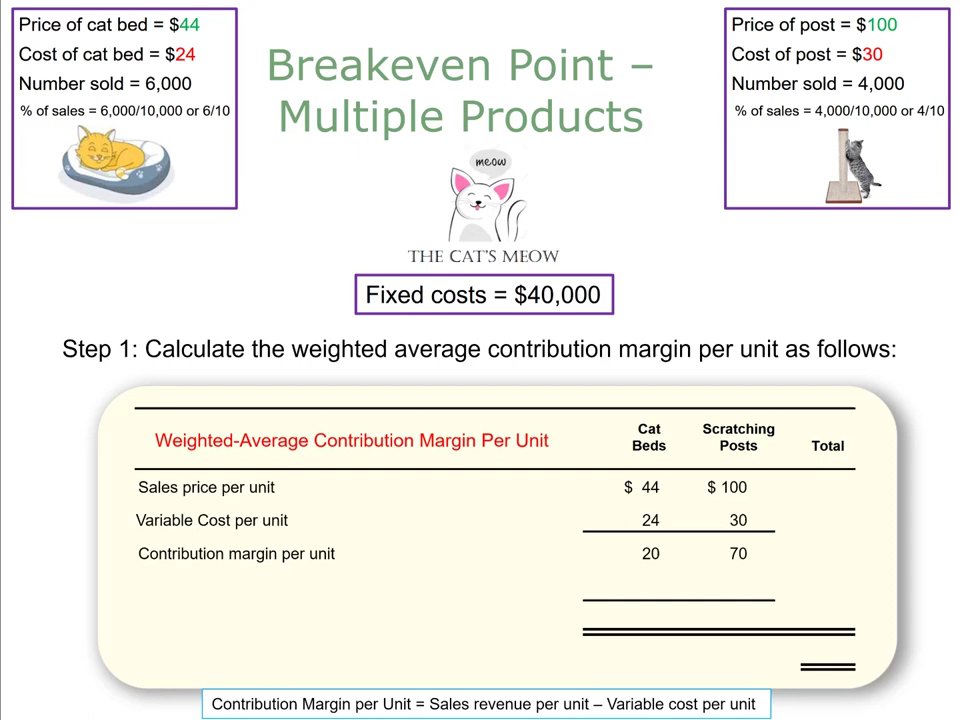 Price of cat bed = $44
Cost of cat bed = $24
Number sold = 6,000
% of sales = 6,000/10,000 or 6/10
Breakeven Point –
Multiple Products
Price of post = $100
Cost of post = $30
Number sold = 4,000
% of sales = 4,000/10,000 or 4/10
meow
THE CAT'S MEOW
Fixed costs = $40,000
Step 1: Calculate the weighted average contribution margin per unit as follows:
Weighted-Average Contribution Margin Per Unit
Cat
Beds
Scratching
Posts
Total
Sales price per unit $ 44 $ 100
Variable Cost per unit 24 30
Contribution margin per unit 20 70
Contribution Margin per Unit = Sales revenue per unit – Variable cost per unit